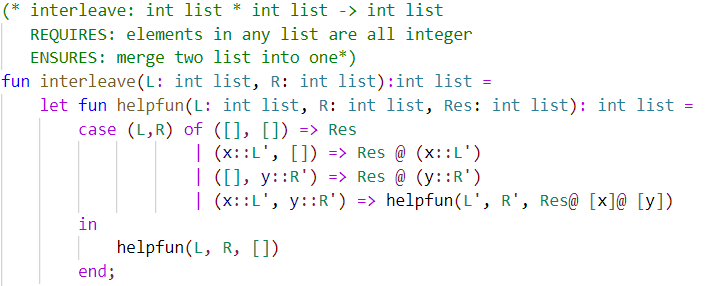 (* interleave: int list * int list -> int list
   REQUIRES: elements in any list are all integer
   ENSURES: merge two list into one*)
fun interleave(L: int list, R: int list):int list =
    let fun helpfun(L: int list, R: int list, Res: int list): int list =
        case (L,R) of ([], []) => Res
                    | (x::L', []) => Res @ (x::L')
                    | ([], y::R') => Res @ (y::R')
                    | (x::L', y::R') => helpfun(L', R', Res@ [x]@ [y])
        in
            helpfun(L, R, [])
        end;